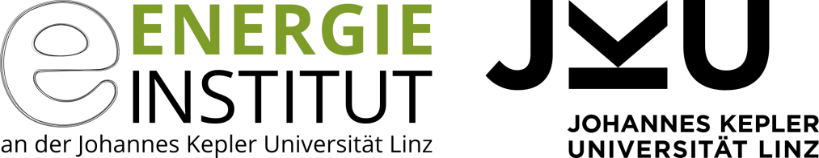 e ENERGIE
INSTITUT
an der Johannes Kepler Universität Linz
JKU
JOHANNES KEPLER
UNIVERSITÄT LINZ